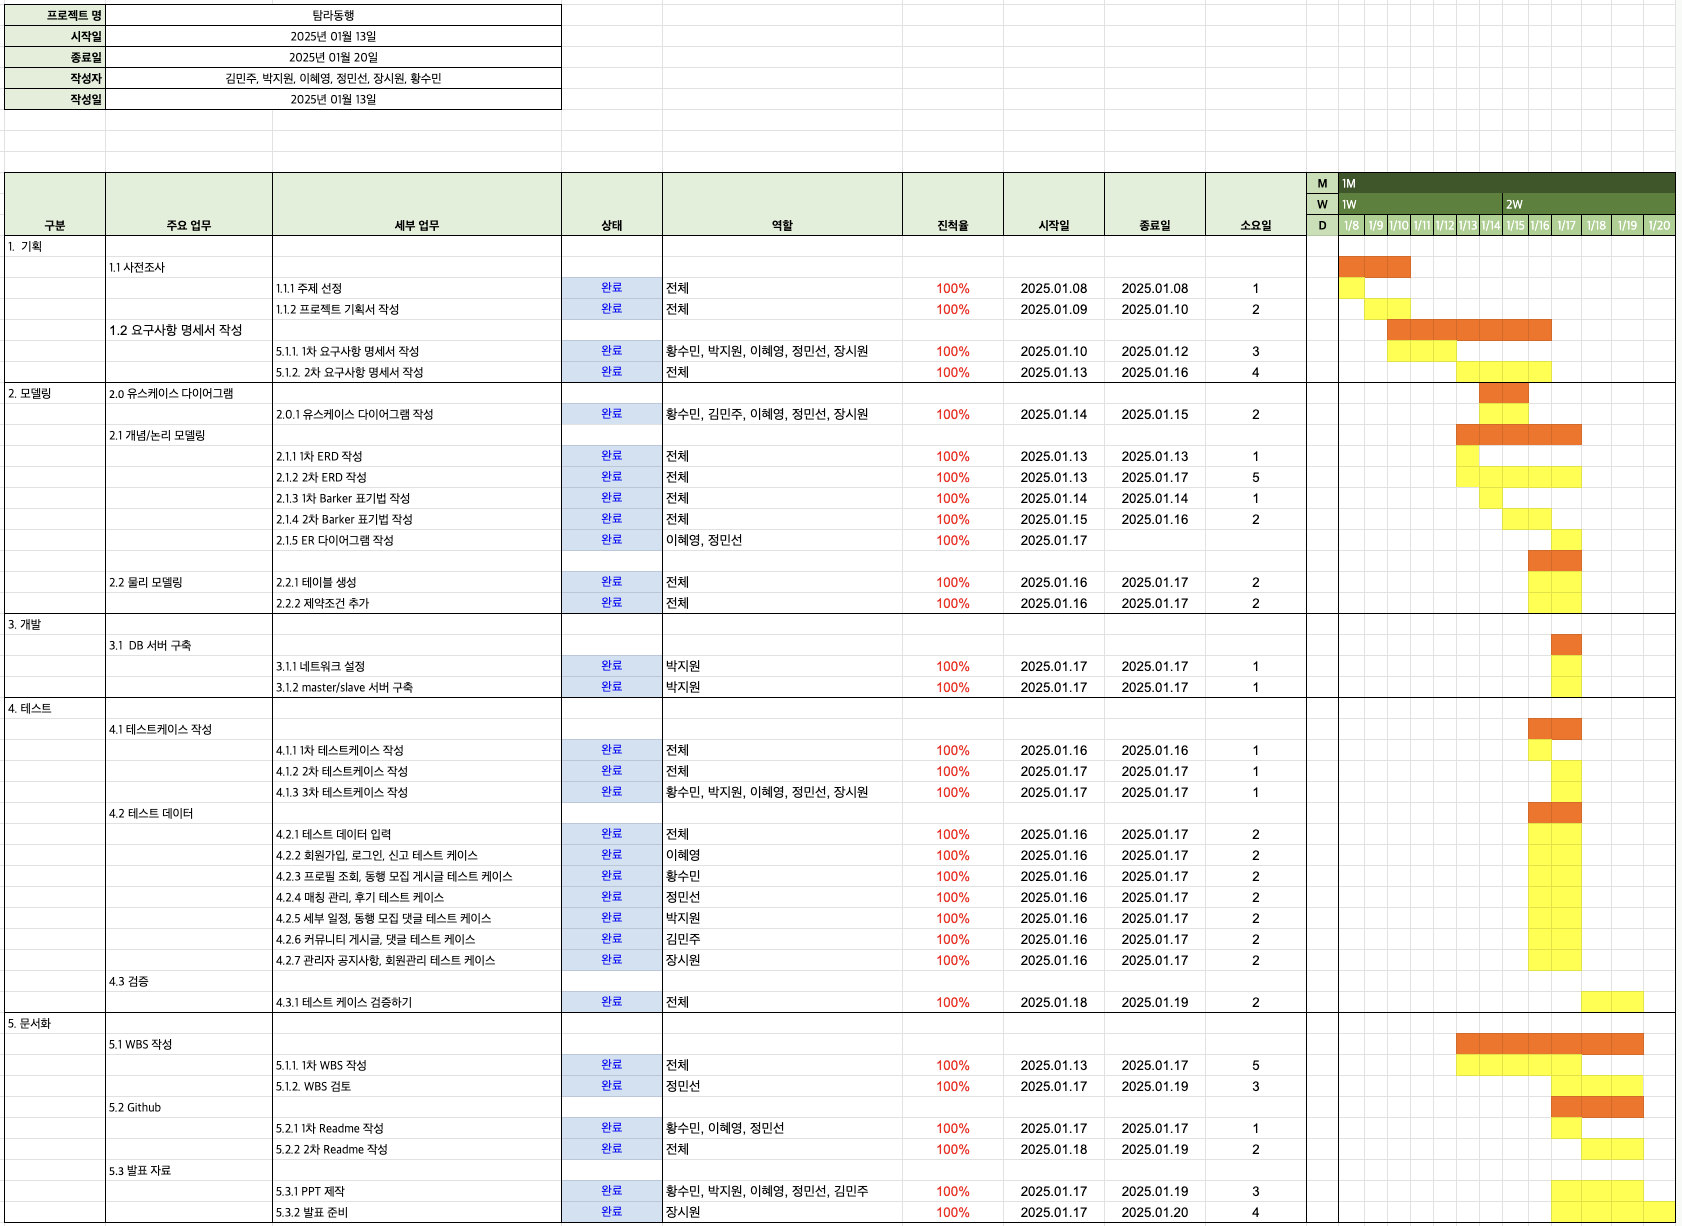 프로젝트 명 탐라동행
시작일 2025년 01월 13일
종료일 2025년 01월 20일
작성자 김민주, 박지원, 이혜영, 정민선, 장시원, 황수민
작성일 2025년 01월 13일
M 1M
W 1W 2W
구분 주요 업무 세부 업무 상태 역할 진척율 시작일 종료일 소요일 D 1/8 1/9 1/10 1/11 1/12 1/13 1/14 1/15 1/16 1/17 1/18 1/19 1/20
1. 기획
1.1 사전조사
1.1.1 주제 선정 완료 전체 100% 2025.01.08 2025.01.08 1
1.1.2 프로젝트 기획서 작성 완료 전체 100% 2025.01.09 2025.01.10 2
1.2 요구사항 명세서 작성
5.1.1. 1차 요구사항 명세서 작성 완료 황수민, 박지원, 이혜영, 정민선, 장시원 100% 2025.01.10 2025.01.12 3
5.1.2. 2차 요구사항 명세서 작성 완료 전체 100% 2025.01.13 2025.01.16 4
2. 모델링 2.0 유스케이스 다이어그램
2.0.1 유스케이스 다이어그램 작성 완료 황수민, 김민주, 이혜영, 정민선, 장시원 100% 2025.01.14 2025.01.15 2
2.1 개념/논리 모델링
2.1.1 1차 ERD 작성 완료 전체 100% 2025.01.13 2025.01.13 1
2.1.2 2차 ERD 작성 완료 전체 100% 2025.01.13 2025.01.17 5
2.1.3 1차 Barker 표기법 작성 완료 전체 100% 2025.01.14 2025.01.14 1
2.1.4 2차 Barker 표기법 작성 완료 전체 100% 2025.01.15 2025.01.16 2
2.1.5 ER 다이어그램 작성 완료 이혜영, 정민선 100% 2025.01.17
2.2 물리 모델링 2.2.1 테이블 생성 완료 전체 100% 2025.01.16 2025.01.17 2
2.2.2 제약조건 추가 완료 전체 100% 2025.01.16 2025.01.17 2
3. 개발
3.1 DB 서버 구축
3.1.1 네트워크 설정 완료 박지원 100% 2025.01.17 2025.01.17 1
3.1.2 master/slave 서버 구축 완료 박지원 100% 2025.01.17 2025.01.17 1
4. 테스트
4.1 테스트케이스 작성
4.1.1 1차 테스트케이스 작성 완료 전체 100% 2025.01.16 2025.01.16 1
4.1.2 2차 테스트케이스 작성 완료 전체 100% 2025.01.17 2025.01.17 1
4.1.3 3차 테스트케이스 작성 완료 황수민, 박지원, 이혜영, 정민선, 장시원 100% 2025.01.17 2025.01.17 1
4.2 테스트 데이터
4.2.1 테스트 데이터 입력 완료 전체 100% 2025.01.16 2025.01.17 2
4.2.2 회원가입, 로그인, 신고 테스트 케이스 완료 이혜영 100% 2025.01.16 2025.01.17 2
4.2.3 프로필 조회, 동행 모집 게시글 테스트 케이스 완료 황수민 100% 2025.01.16 2025.01.17 2
4.2.4 매칭 관리, 후기 테스트 케이스 완료 정민선 100% 2025.01.16 2025.01.17 2
4.2.5 세부 일정, 동행 모집 댓글 테스트 케이스 완료 박지원 100% 2025.01.16 2025.01.17 2
4.2.6 커뮤니티 게시글, 댓글 테스트 케이스 완료 김민주 100% 2025.01.16 2025.01.17 2
4.2.7 관리자 공지사항, 회원관리 테스트 케이스 완료 장시원 100% 2025.01.16 2025.01.17 2
4.3 검증
4.3.1 테스트 케이스 검증하기 완료 전체 100% 2025.01.18 2025.01.19 2
5. 문서화
5.1 WBS 작성
5.1.1. 1차 WBS 작성 완료 전체 100% 2025.01.13 2025.01.17 5
5.1.2. WBS 검토 완료 정민선 100% 2025.01.17 2025.01.19 3
5.2 Github
5.2.1 1차 Readme 작성 완료 황수민, 이혜영, 정민선 100% 2025.01.17 2025.01.17 1
5.2.2 2차 Readme 작성 완료 전체 100% 2025.01.18 2025.01.19 2
5.3 발표 자료
5.3.1 PPT 제작 완료 황수민, 박지원, 이혜영, 정민선, 김민주 100% 2025.01.17 2025.01.19 3
5.3.2 발표 준비 완료 장시원 100% 2025.01.17 2025.01.20 4